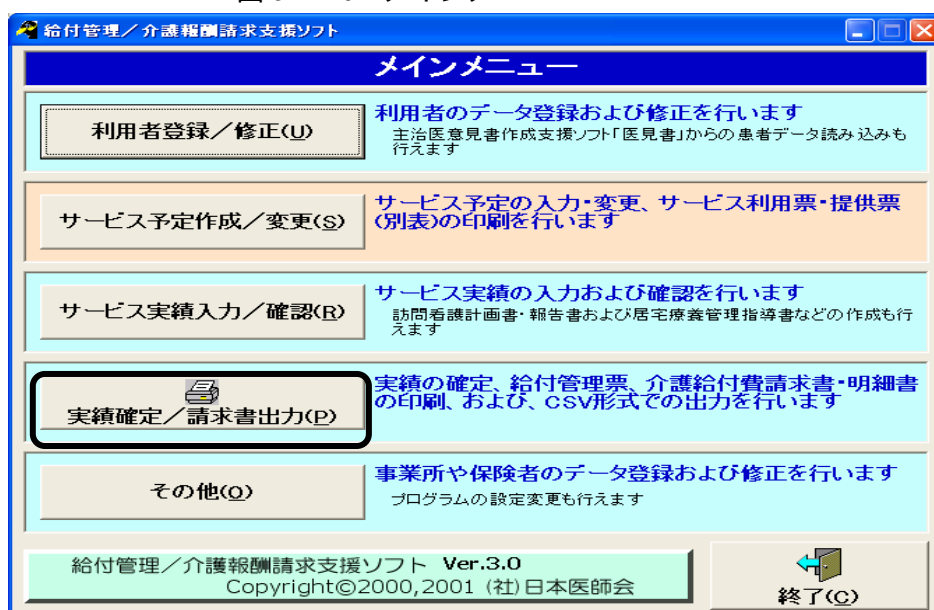 給付管理／介護報酬請求支援ソフト
メインメニュー
利用者登録／修正(U)
利用者のデータ登録および修正を行います
主治医意見書作成支援ソフト「医見書」からの患者データ読み込みも
行えます
サービス予定作成／変更(S)
サービス予定の入力・変更、サービス利用票・提供票
(別表)の印刷を行います
サービス実績入力／確認(R)
サービス実績の入力および確認を行います
訪問看護計画書・報告書および居宅療養管理指導書などの作成も行
えます
実績確定／請求書出力(P)
実績の確定、給付管理票、介護給付費請求書・明細書
の印刷、および、CSV形式での出力を行います
その他(O)
事業所や保険者のデータ登録および修正を行います
プログラムの設定変更も行えます
給付管理／介護報酬請求支援ソフト Ver.3.0
Copyright©2000,2001 (社)日本医師会
終了(C)